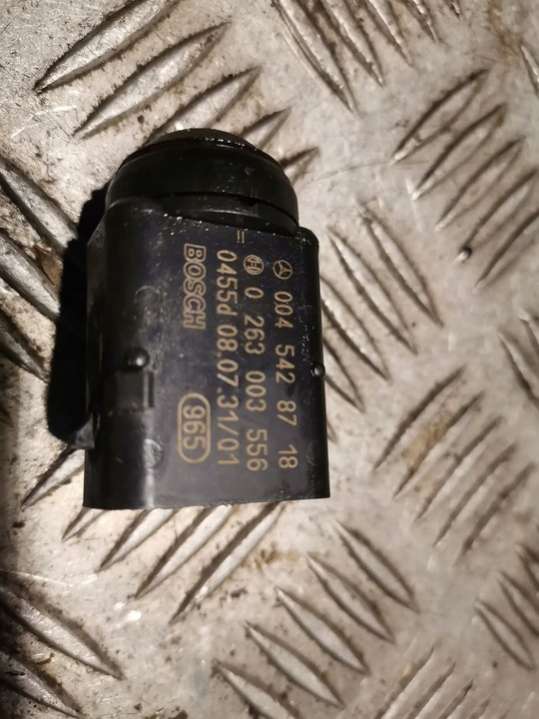 004 542 87 18
0 263 003 556
0455d 08.07.31/01
BOSCH 965